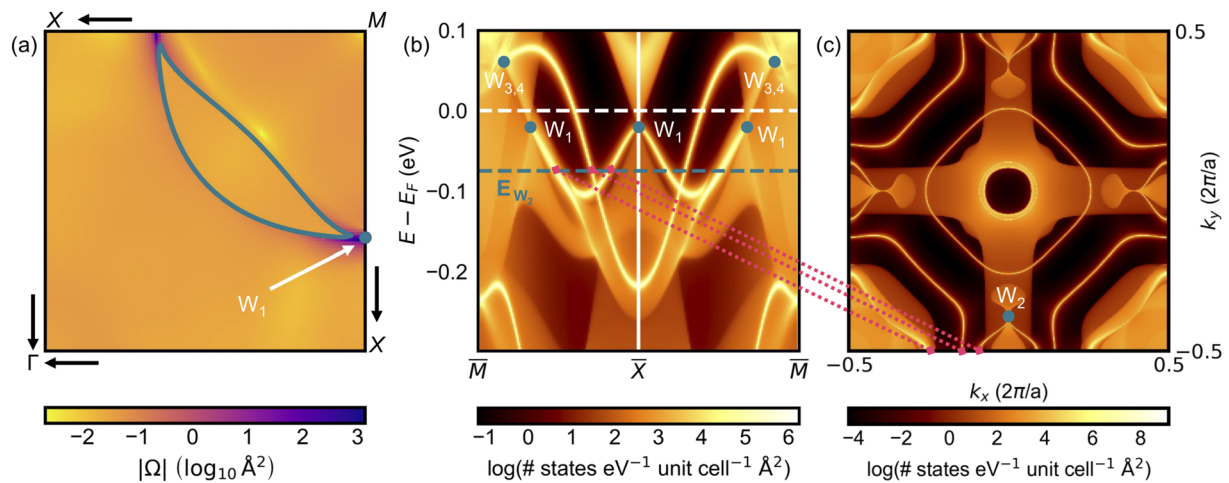 (a)
X
M
W1
Γ
X
−2 −1 0 1 2 3
|Ω| (log10 Å2)
(b)
0.1
0.0
−0.1
−0.2
E − EF (eV)
W3,4
W3,4
W1
W1
W1
EW2
M̅
X̅
M̅
−1 0 1 2 3 4 5 6
log(# states eV−1 unit cell−1 Å2)
(c)
0.5
ky (2π/a)
W2
−0.5
−0.5
0.5
kx (2π/a)
−4 −2 0 2 4 6 8
log(# states eV−1 unit cell−1 Å2)